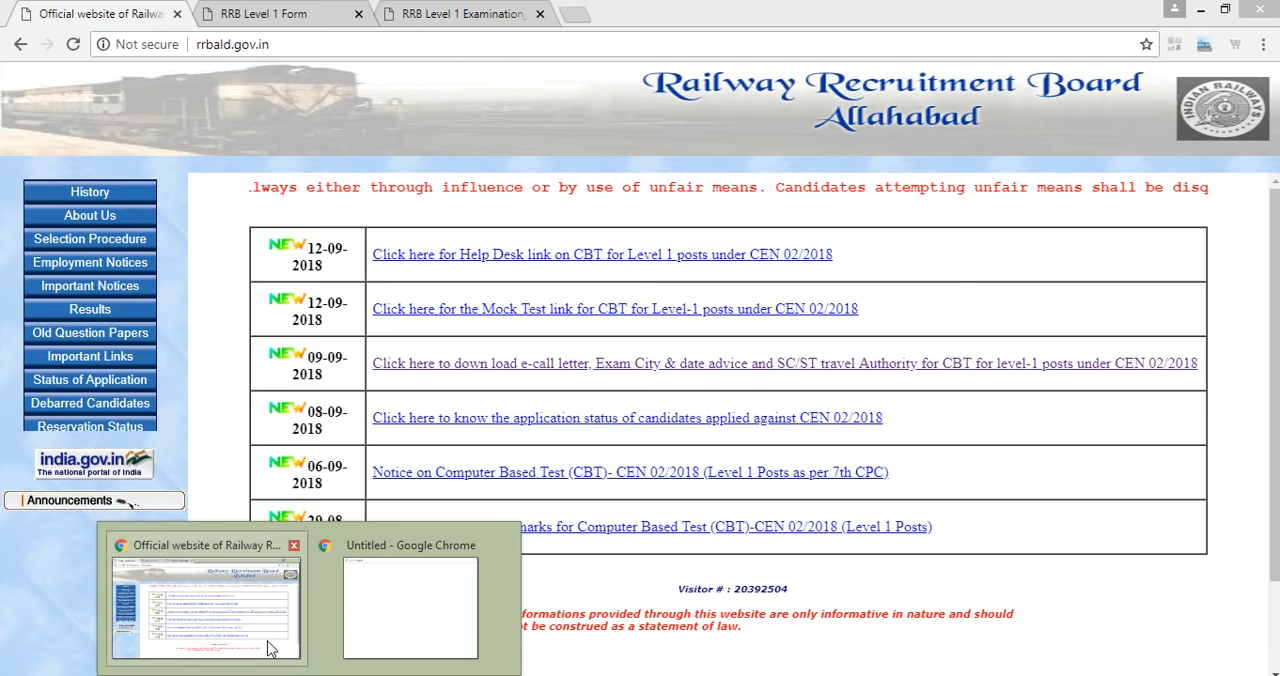 Official website of Railwa
RRB Level 1 Form
RRB Level 1 Examination_
Not secure
rrbald.gov.in
Railway Recruitment Board
Allahabad
INDIAN RAILWAYS
lways either through influence or by use of unfair means. Candidates attempting unfair means shall be disq
History
About Us
Selection Procedure
Employment Notices
Important Notices
Results
Old Question Papers
Important Links
Status of Application
Debarred Candidates
Reservation Status
india.gov.in
The national portal of India
Announcements
NEW 12-09-
2018
Click here for Help Desk link on CBT for Level 1 posts under CEN 02/2018
NEW 12-09-
2018
Click here for the Mock Test link for CBT for Level-1 posts under CEN 02/2018
NEW 09-09-
2018
Click here to down load e-call letter, Exam City & date advice and SC/ST travel Authority for CBT for level-1 posts under CEN 02/2018
NEW 08-09-
2018
Click here to know the application status of candidates applied against CEN 02/2018
NEW 06-09-
2018
Notice on Computer Based Test (CBT)- CEN 02/2018 (Level 1 Posts as per 7th CPC)
NEW
arks for Computer Based Test (CBT)-CEN 02/2018 (Level 1 Posts)
Visitor # : 20392504
formations provided through this website are only informative in nature and should
t be construed as a statement of law.
Official website of Railway R...
Untitled - Google Chrome